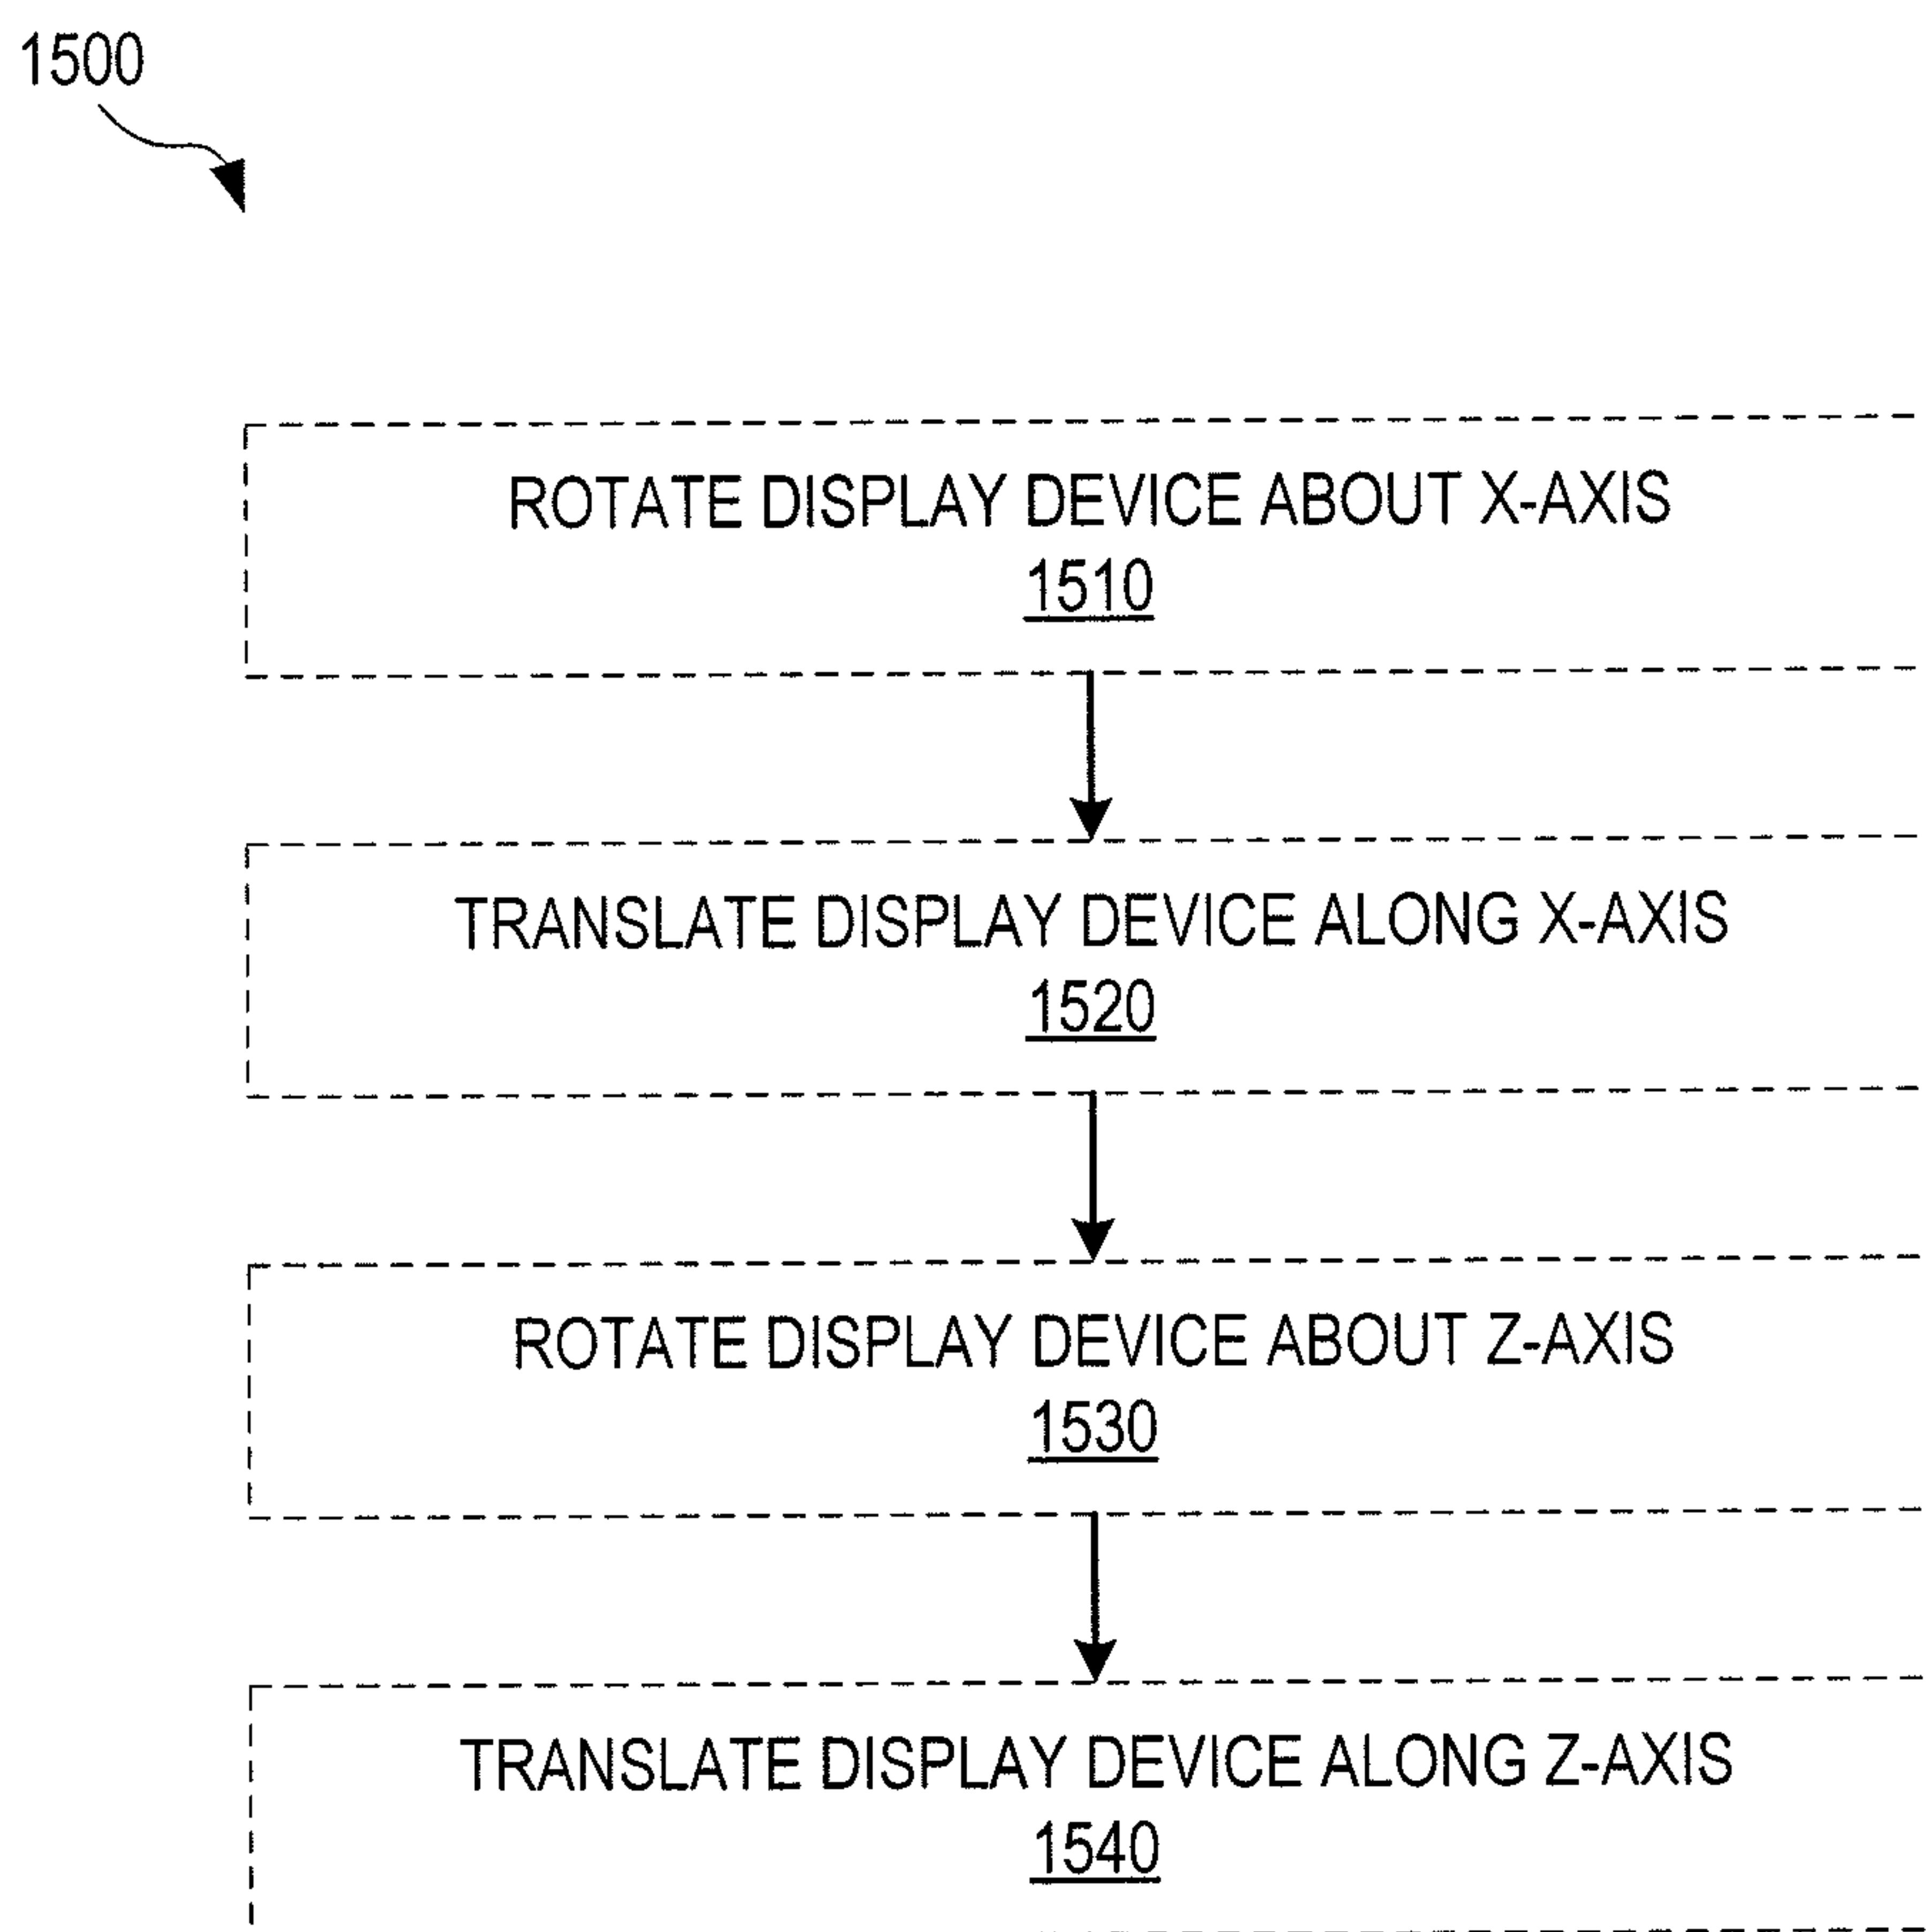 1500
ROTATE DISPLAY DEVICE ABOUT X-AXIS
1510
TRANSLATE DISPLAY DEVICE ALONG X-AXIS
1520
ROTATE DISPLAY DEVICE ABOUT Z-AXIS
1530
TRANSLATE DISPLAY DEVICE ALONG Z-AXIS
1540